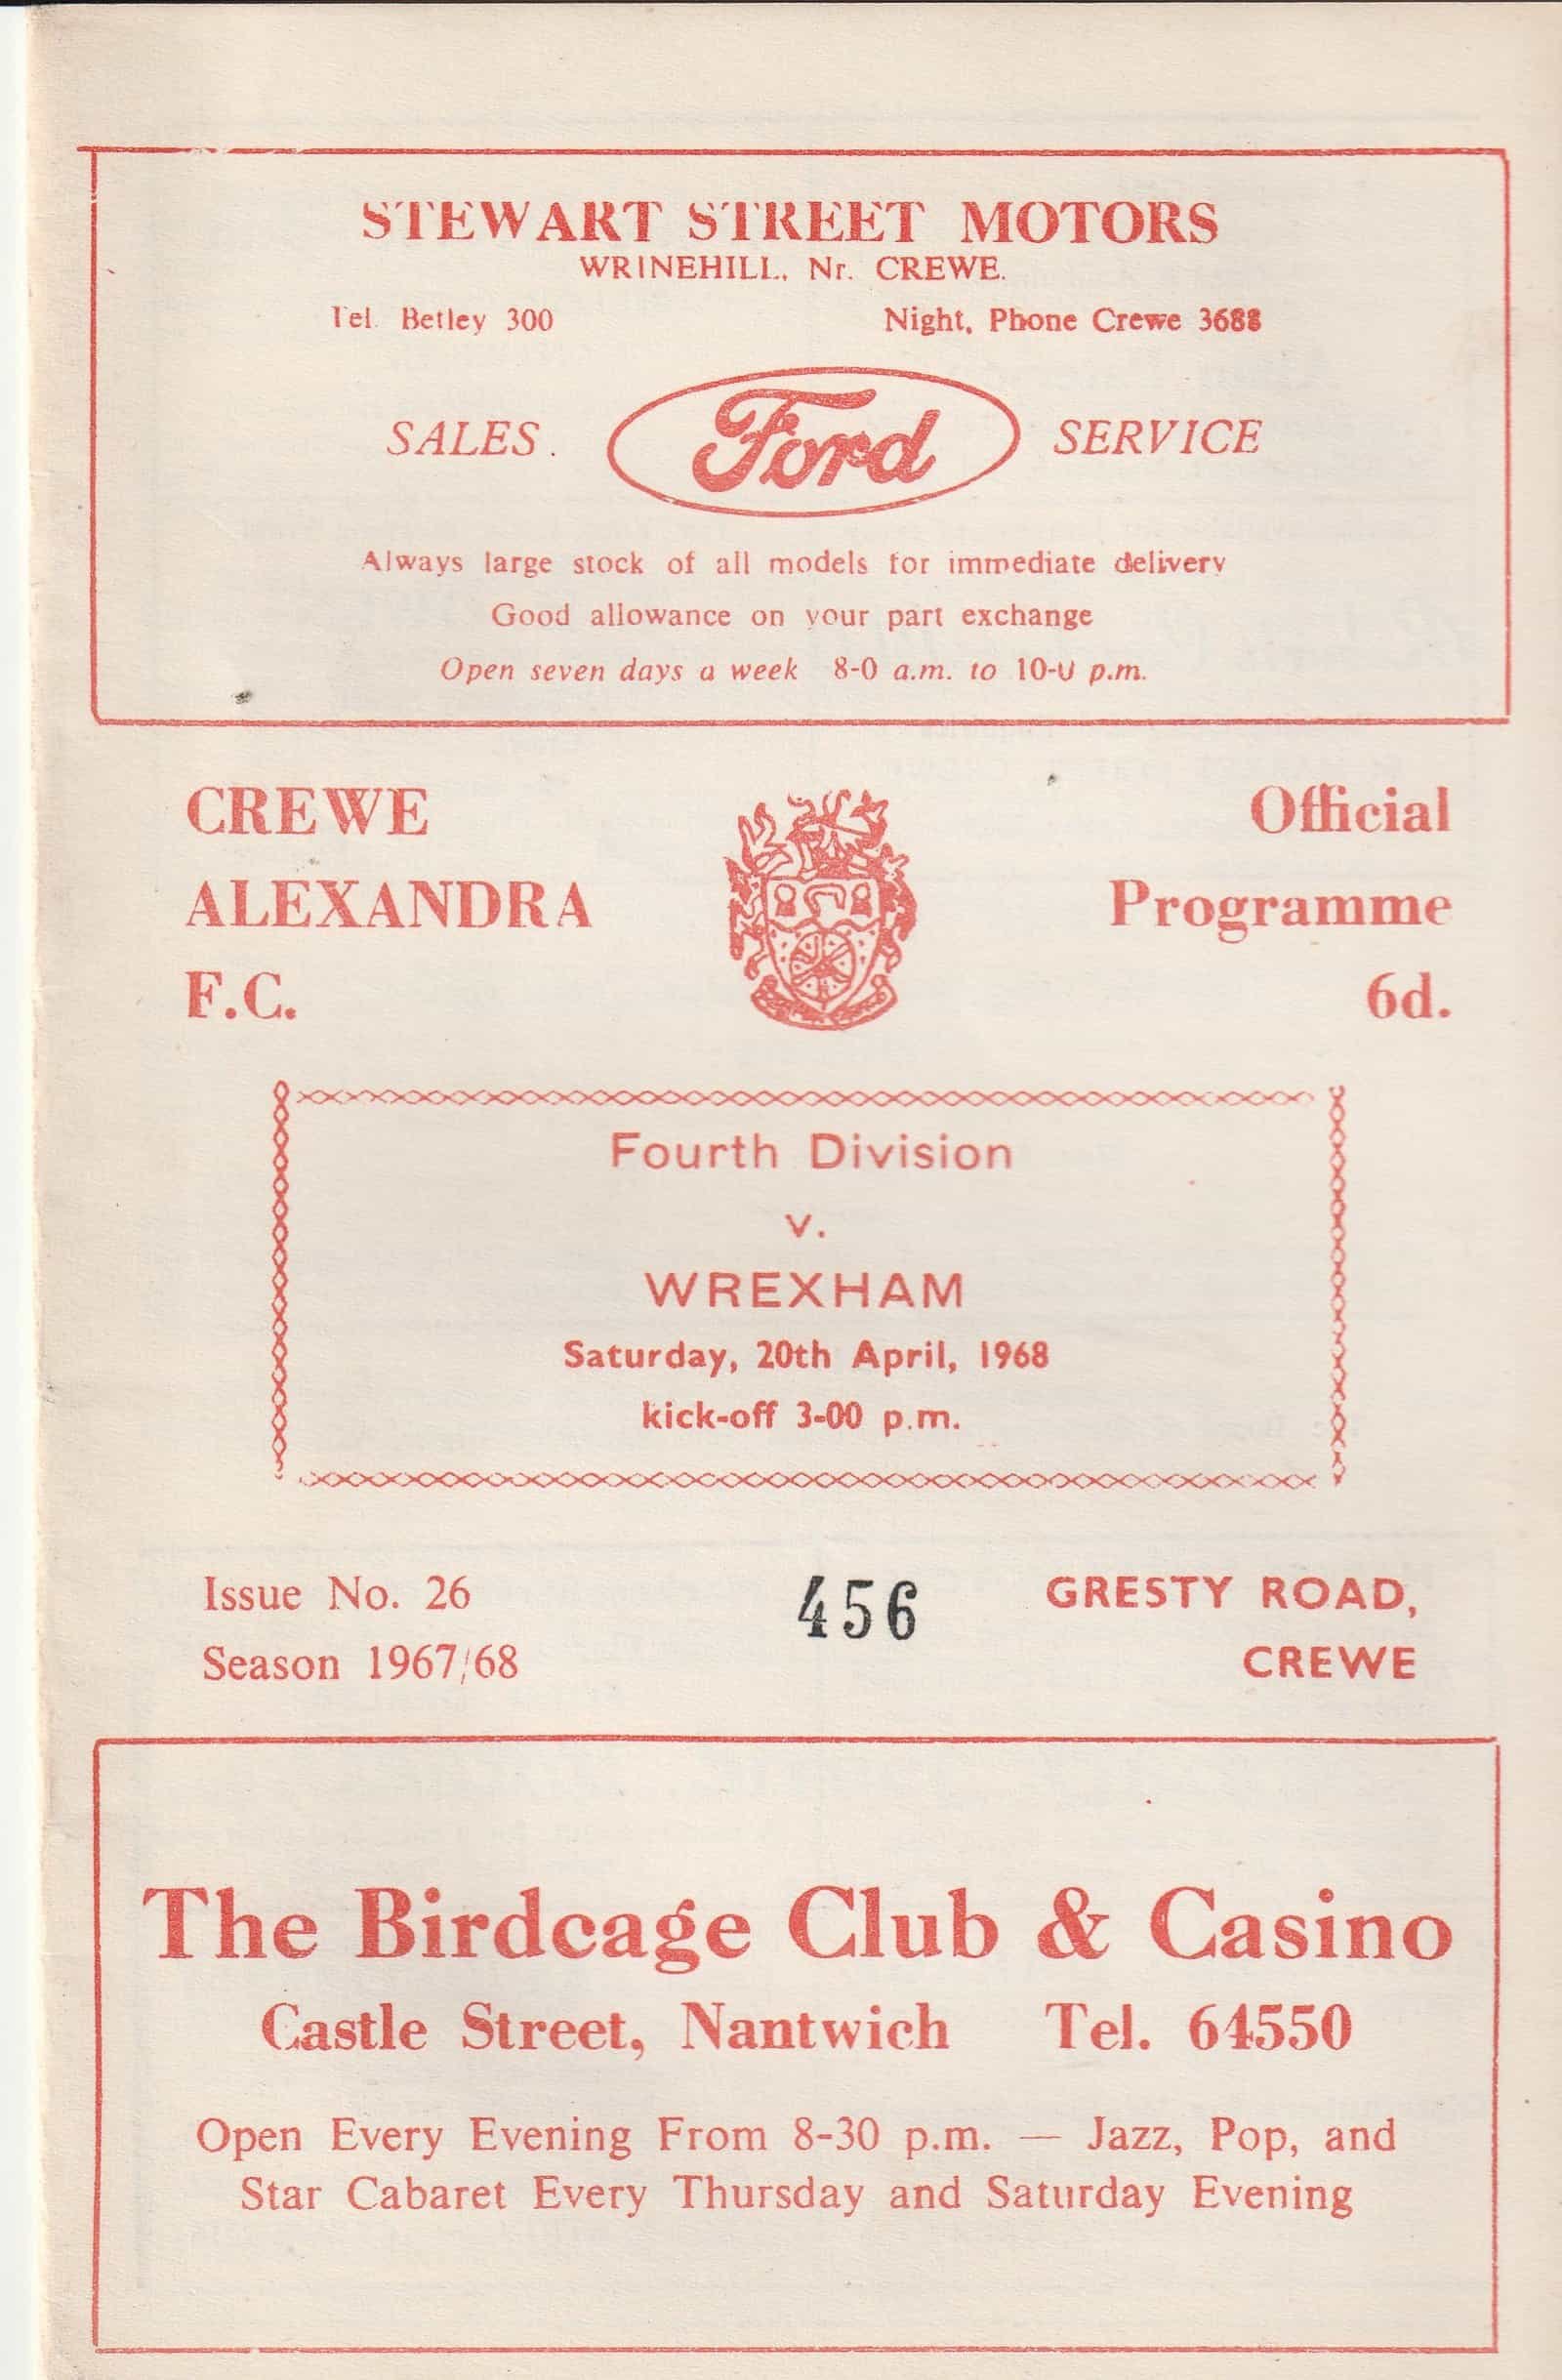 STEWART STREET MOTORS
WRINEHILL, Nr. CREWE.
Tel. Betley 300 Night, Phone Crewe 3688
SALES. Ford SERVICE
Always large stock of all models for immediate delivery
Good allowance on your part exchange
Open seven days a week 8-0 a.m. to 10-0 p.m.
CREWE
ALEXANDRA
F.C.
Official
Programme
6d.
Fourth Division
v.
WREXHAM
Saturday, 20th April, 1968
kick-off 3-00 p.m.
Issue No. 26
Season 1967/68
456
GRESTY ROAD,
CREWE
The Birdcage Club & Casino
Castle Street, Nantwich Tel. 64550
Open Every Evening From 8-30 p.m. — Jazz, Pop, and
Star Cabaret Every Thursday and Saturday Evening